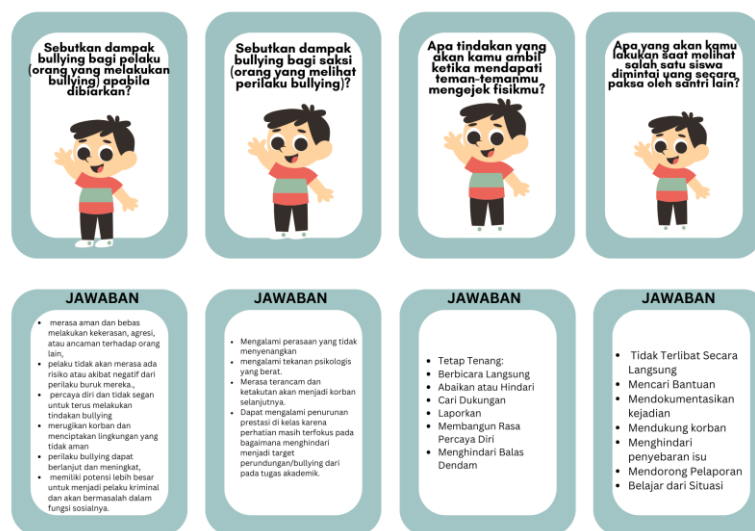 Sebutkan dampak
bullying bagi pelaku
(orang yang melakukan
bullying) apabila
dibiarkan?
Sebutkan dampak
bullying bagi saksi
(orang yang melihat
perilaku bullying)?
Apa tindakan yang
akan kamu ambil
ketika mendapati
teman-temanmu
mengejek fisikmu?
Apa yang akan kamu
lakukan saat melihat
salah satu siswa
dimintai uang secara
paksa oleh santri lain?
JAWABAN
• merasa aman dan bebas
melakukan kekerasan, agresi,
atau ancaman terhadap orang
lain,
• pelaku tidak akan merasa ada
risiko atau akibat negatif dari
perilaku buruk mereka.,
• percaya diri dan tidak segan
untuk terus melakukan
tindakan bullying
• merugikan korban dan
menciptakan lingkungan yang
tidak aman
• perilaku bullying dapat
berlanjut dan meningkat,
• memiliki potensi lebih besar
untuk menjadi pelaku kriminal
dan akan bermasalah dalam
fungsi sosialnya.
JAWABAN
• Mengalami perasaan yang tidak
menyenangkan
• mengalami tekanan psikologis
yang berat.
• Merasa terancam dan
ketakutan akan menjadi korban
selanjutnya.
• Dapat mengalami penurunan
prestasi di kelas karena
perhatian masih terfokus pada
bagaimana menghindari
menjadi target
perundungan/bullying dari
pada tugas akademik.
JAWABAN
• Tetap Tenang:
• Berbicara Langsung
• Abaikan atau Hindari
• Cari Dukungan
• Laporkan
• Membangun Rasa
Percaya Diri
• Menghindari Balas
Dendam
JAWABAN
• Tidak Terlibat Secara
Langsung
• Mencari Bantuan
• Mendokumentasikan
kejadian
• Mendukung korban
• Menghindari
penyebaran isu
• Mendorong Pelaporan
• Belajar dari Situasi